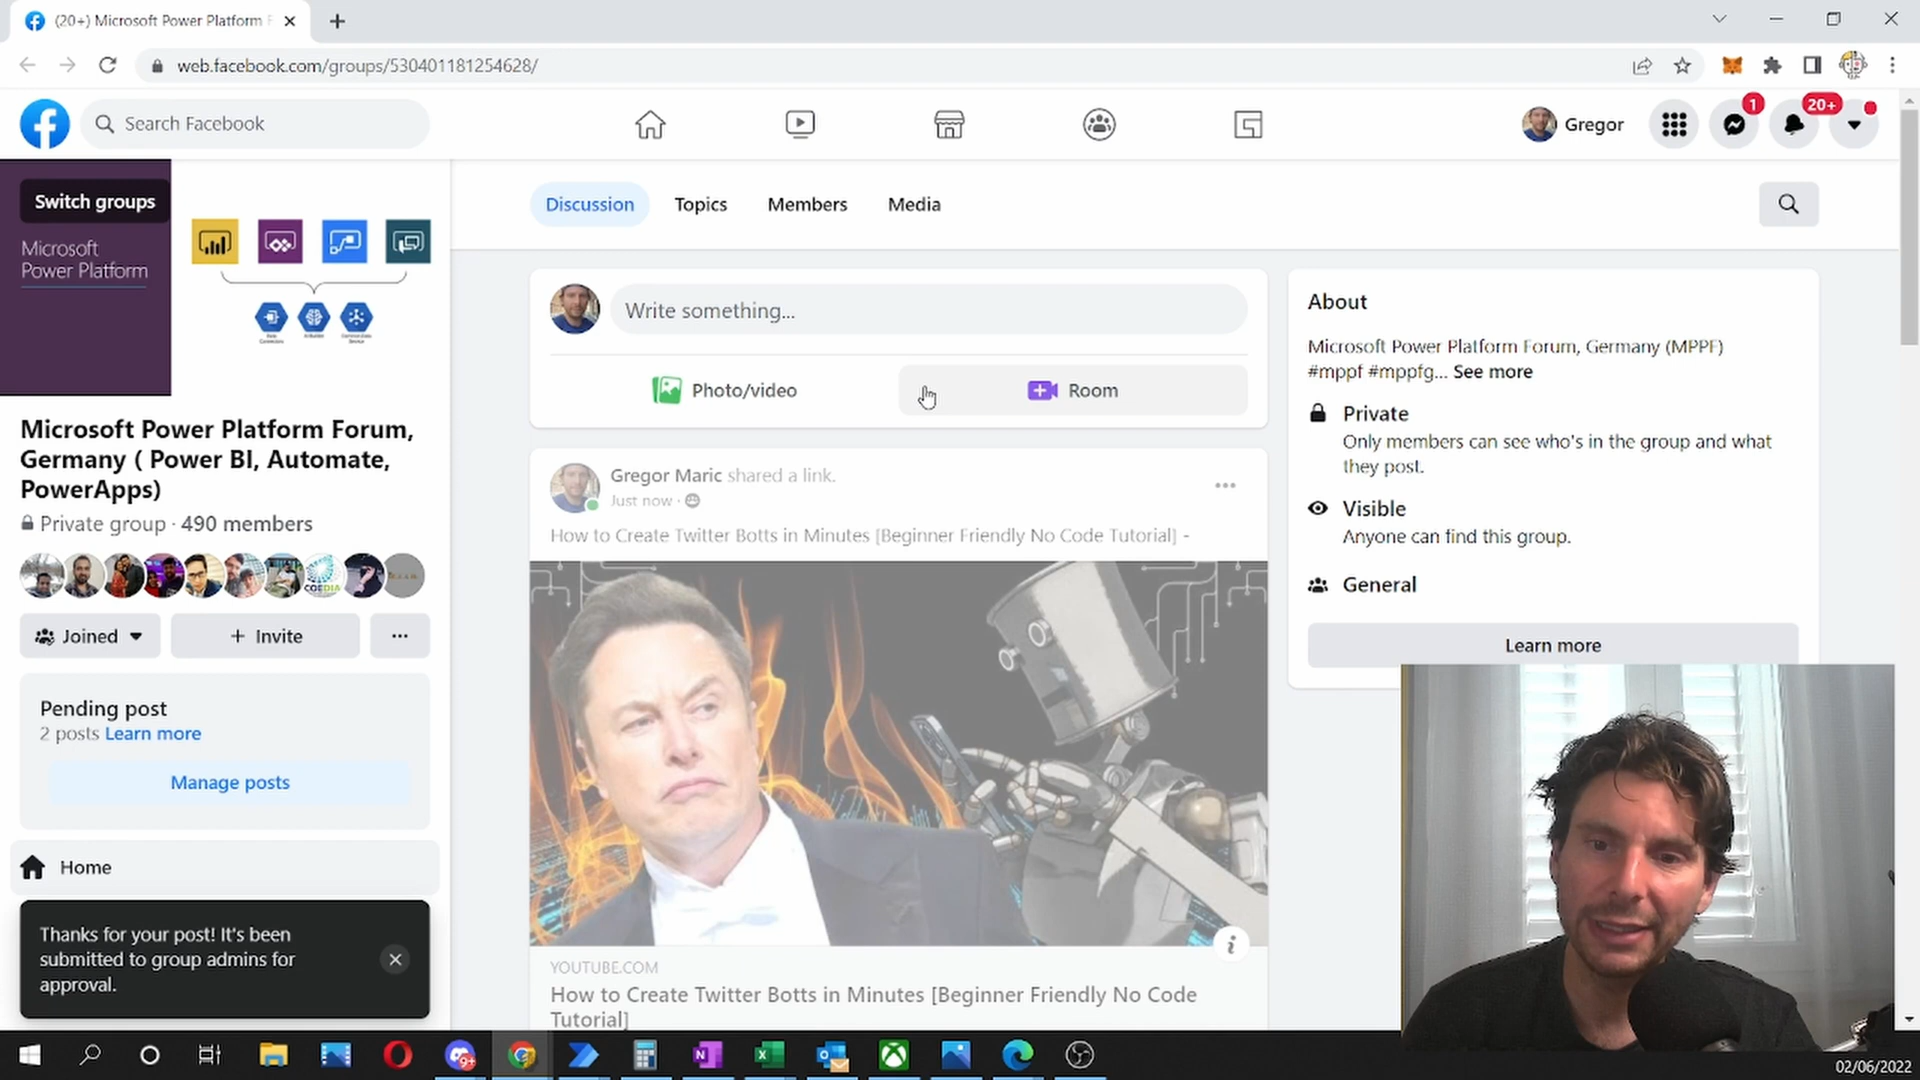 (20+) Microsoft Power Platform F
web.facebook.com/groups/530401181254628/
Search Facebook
Gregor
1
20+
Switch groups
Microsoft
Power Platform
Discussion
Topics
Members
Media
Write something...
Photo/video
Room
About
Microsoft Power Platform Forum, Germany (MPPF)
#mppf #mppfg... See more
Private
Only members can see who's in the group and what
they post.
Visible
Anyone can find this group.
General
Learn more
Microsoft Power Platform Forum,
Germany ( Power BI, Automate,
PowerApps)
Private group · 490 members
Joined
+ Invite
Pending post
2 posts Learn more
Manage posts
Home
Thanks for your post! It's been
submitted to group admins for
approval.
Gregor Maric shared a link.
Just now ·
How to Create Twitter Botts in Minutes [Beginner Friendly No Code Tutorial] -
YOUTUBE.COM
How to Create Twitter Botts in Minutes [Beginner Friendly No Code
Tutorial]
02/06/2022